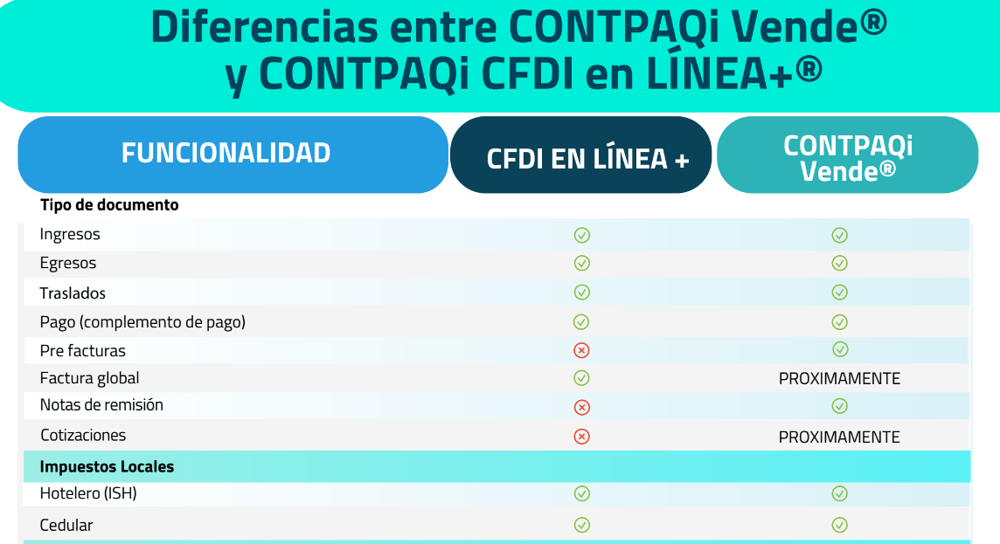 Diferencias entre CONTPAQi Vende®
y CONTPAQi CFDI en LÍNEA+®
FUNCIONALIDAD
CFDI EN LÍNEA +
CONTPAQi
Vende®
Tipo de documento
Ingresos
Egresos
Traslados
Pago (complemento de pago)
Pre facturas
Factura global PROXIMAMENTE
Notas de remisión
Cotizaciones PROXIMAMENTE
Impuestos Locales
Hotelero (ISH)
Cedular